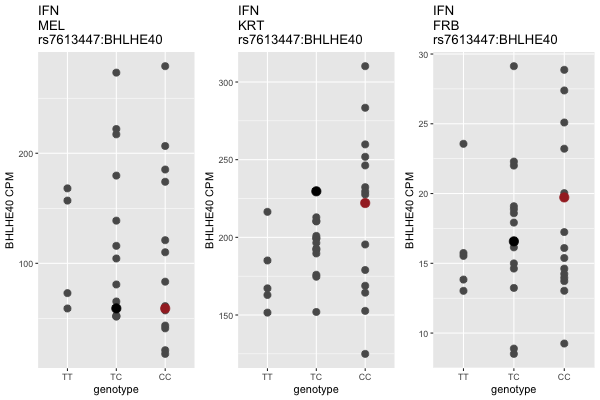 IFN
MEL
rs7613447:BHLHE40
BHLHE40 CPM
200
100
TT TC CC
genotype
IFN
KRT
rs7613447:BHLHE40
BHLHE40 CPM
300
250
200
150
TT TC CC
genotype
IFN
FRB
rs7613447:BHLHE40
BHLHE40 CPM
30
25
20
15
10
TT TC CC
genotype